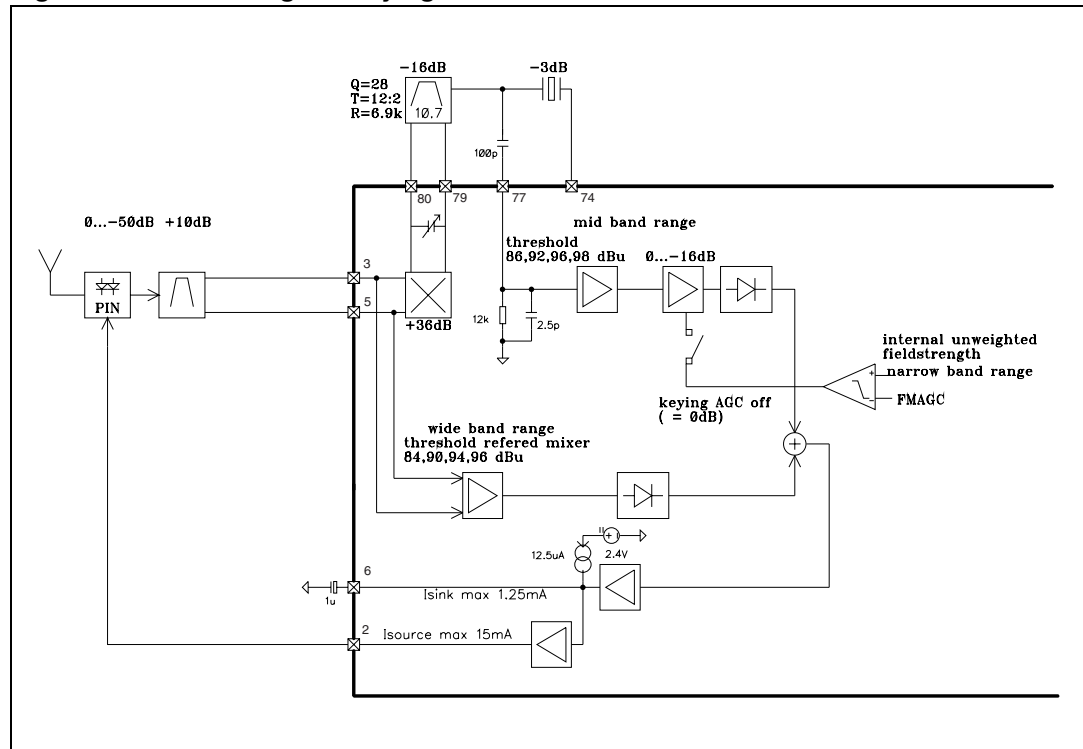 -16dB
-3dB
Q=28
T=12:2
R=6.9k
10.7
100p
80
79
77
74
0...-50dB +10dB
mid band range
threshold
86,92,96,98 dBu
0...-16dB
3
PIN
5
+36dB
12k
2.5p
internal unweighted
fieldstrength
narrow band range
+
-
FMAGC
keying AGC off
( = 0dB)
wide band range
threshold refered mixer
84,90,94,96 dBu
+
12.5uA
+
2.4V
6
1u
Isink max 1.25mA
2
Isource max 15mA